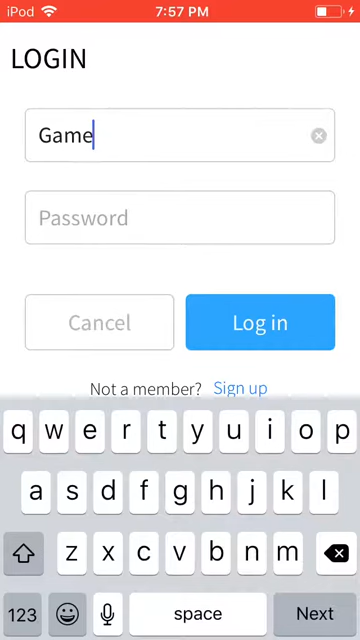 iPod 7:57 PM
LOGIN
Game
Password
Cancel Log in
Not a member? Sign up
q w e r t y u i o p
a s d f g h j k l
z x c v b n m
123 space Next